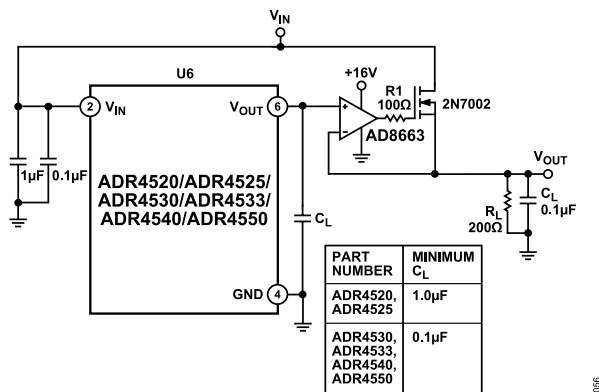 VIN
U6
2 VIN
VOUT 6
+16V
R1
100Ω
2N7002
+
−
AD8663
VOUT
1µF
0.1µF
ADR4520/ADR4525/
ADR4530/ADR4533/
ADR4540/ADR4550
CL
RL
200Ω
CL
0.1µF
GND 4
PART
NUMBER
MINIMUM
CL
ADR4520,
ADR4525
1.0µF
ADR4530,
ADR4533,
ADR4540,
ADR4550
0.1µF